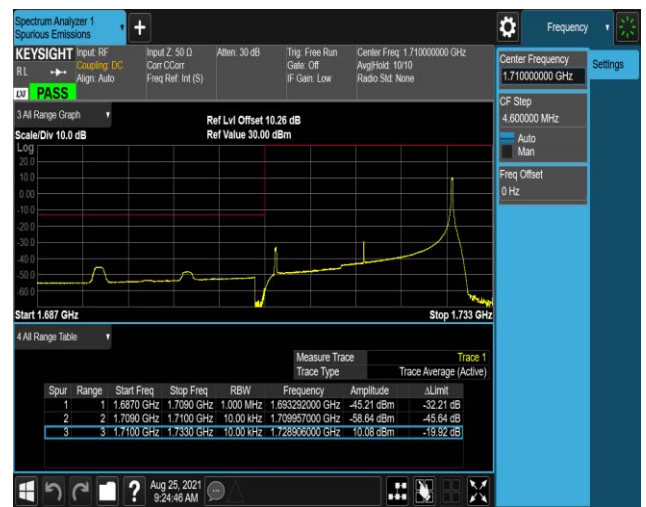 Spectrum Analyzer 1
Spurious Emissions
Frequency
KEYSIGHT Input: RF Input Z: 50 Ω Atten: 30 dB Trig: Free Run Center Freq: 1.710000000 GHz
RL Coupling: DC Corr CCorr Gate: Off Avg|Hold: 10/10
Align: Auto Freq Ref: Int (S) IF Gain: Low Radio Std: None
LXI PASS
Center Frequency
1.710000000 GHz
Settings
CF Step
4.600000 MHz
Auto
Man
Freq Offset
0 Hz
3 All Range Graph
Ref Lvl Offset 10.26 dB
Scale/Div 10.0 dB Ref Value 30.00 dBm
Log
20.0
10.0
0.00
-10.0
-20.0
-30.0
-40.0
-50.0
-60.0
Start 1.687 GHz Stop 1.733 GHz
4 All Range Table
Measure Trace Trace 1
Trace Type Trace Average (Active)
Spur Range Start Freq Stop Freq RBW Frequency Amplitude ΔLimit
1 1 1.6870 GHz 1.7090 GHz 1.000 MHz 1.693292000 GHz -45.21 dBm -32.21 dB
2 2 1.7090 GHz 1.7100 GHz 10.00 kHz 1.709957000 GHz -58.64 dBm -45.64 dB
3 3 1.7100 GHz 1.7330 GHz 10.00 kHz 1.728906000 GHz 10.08 dBm -19.92 dB
Aug 25, 2021
9:24:46 AM